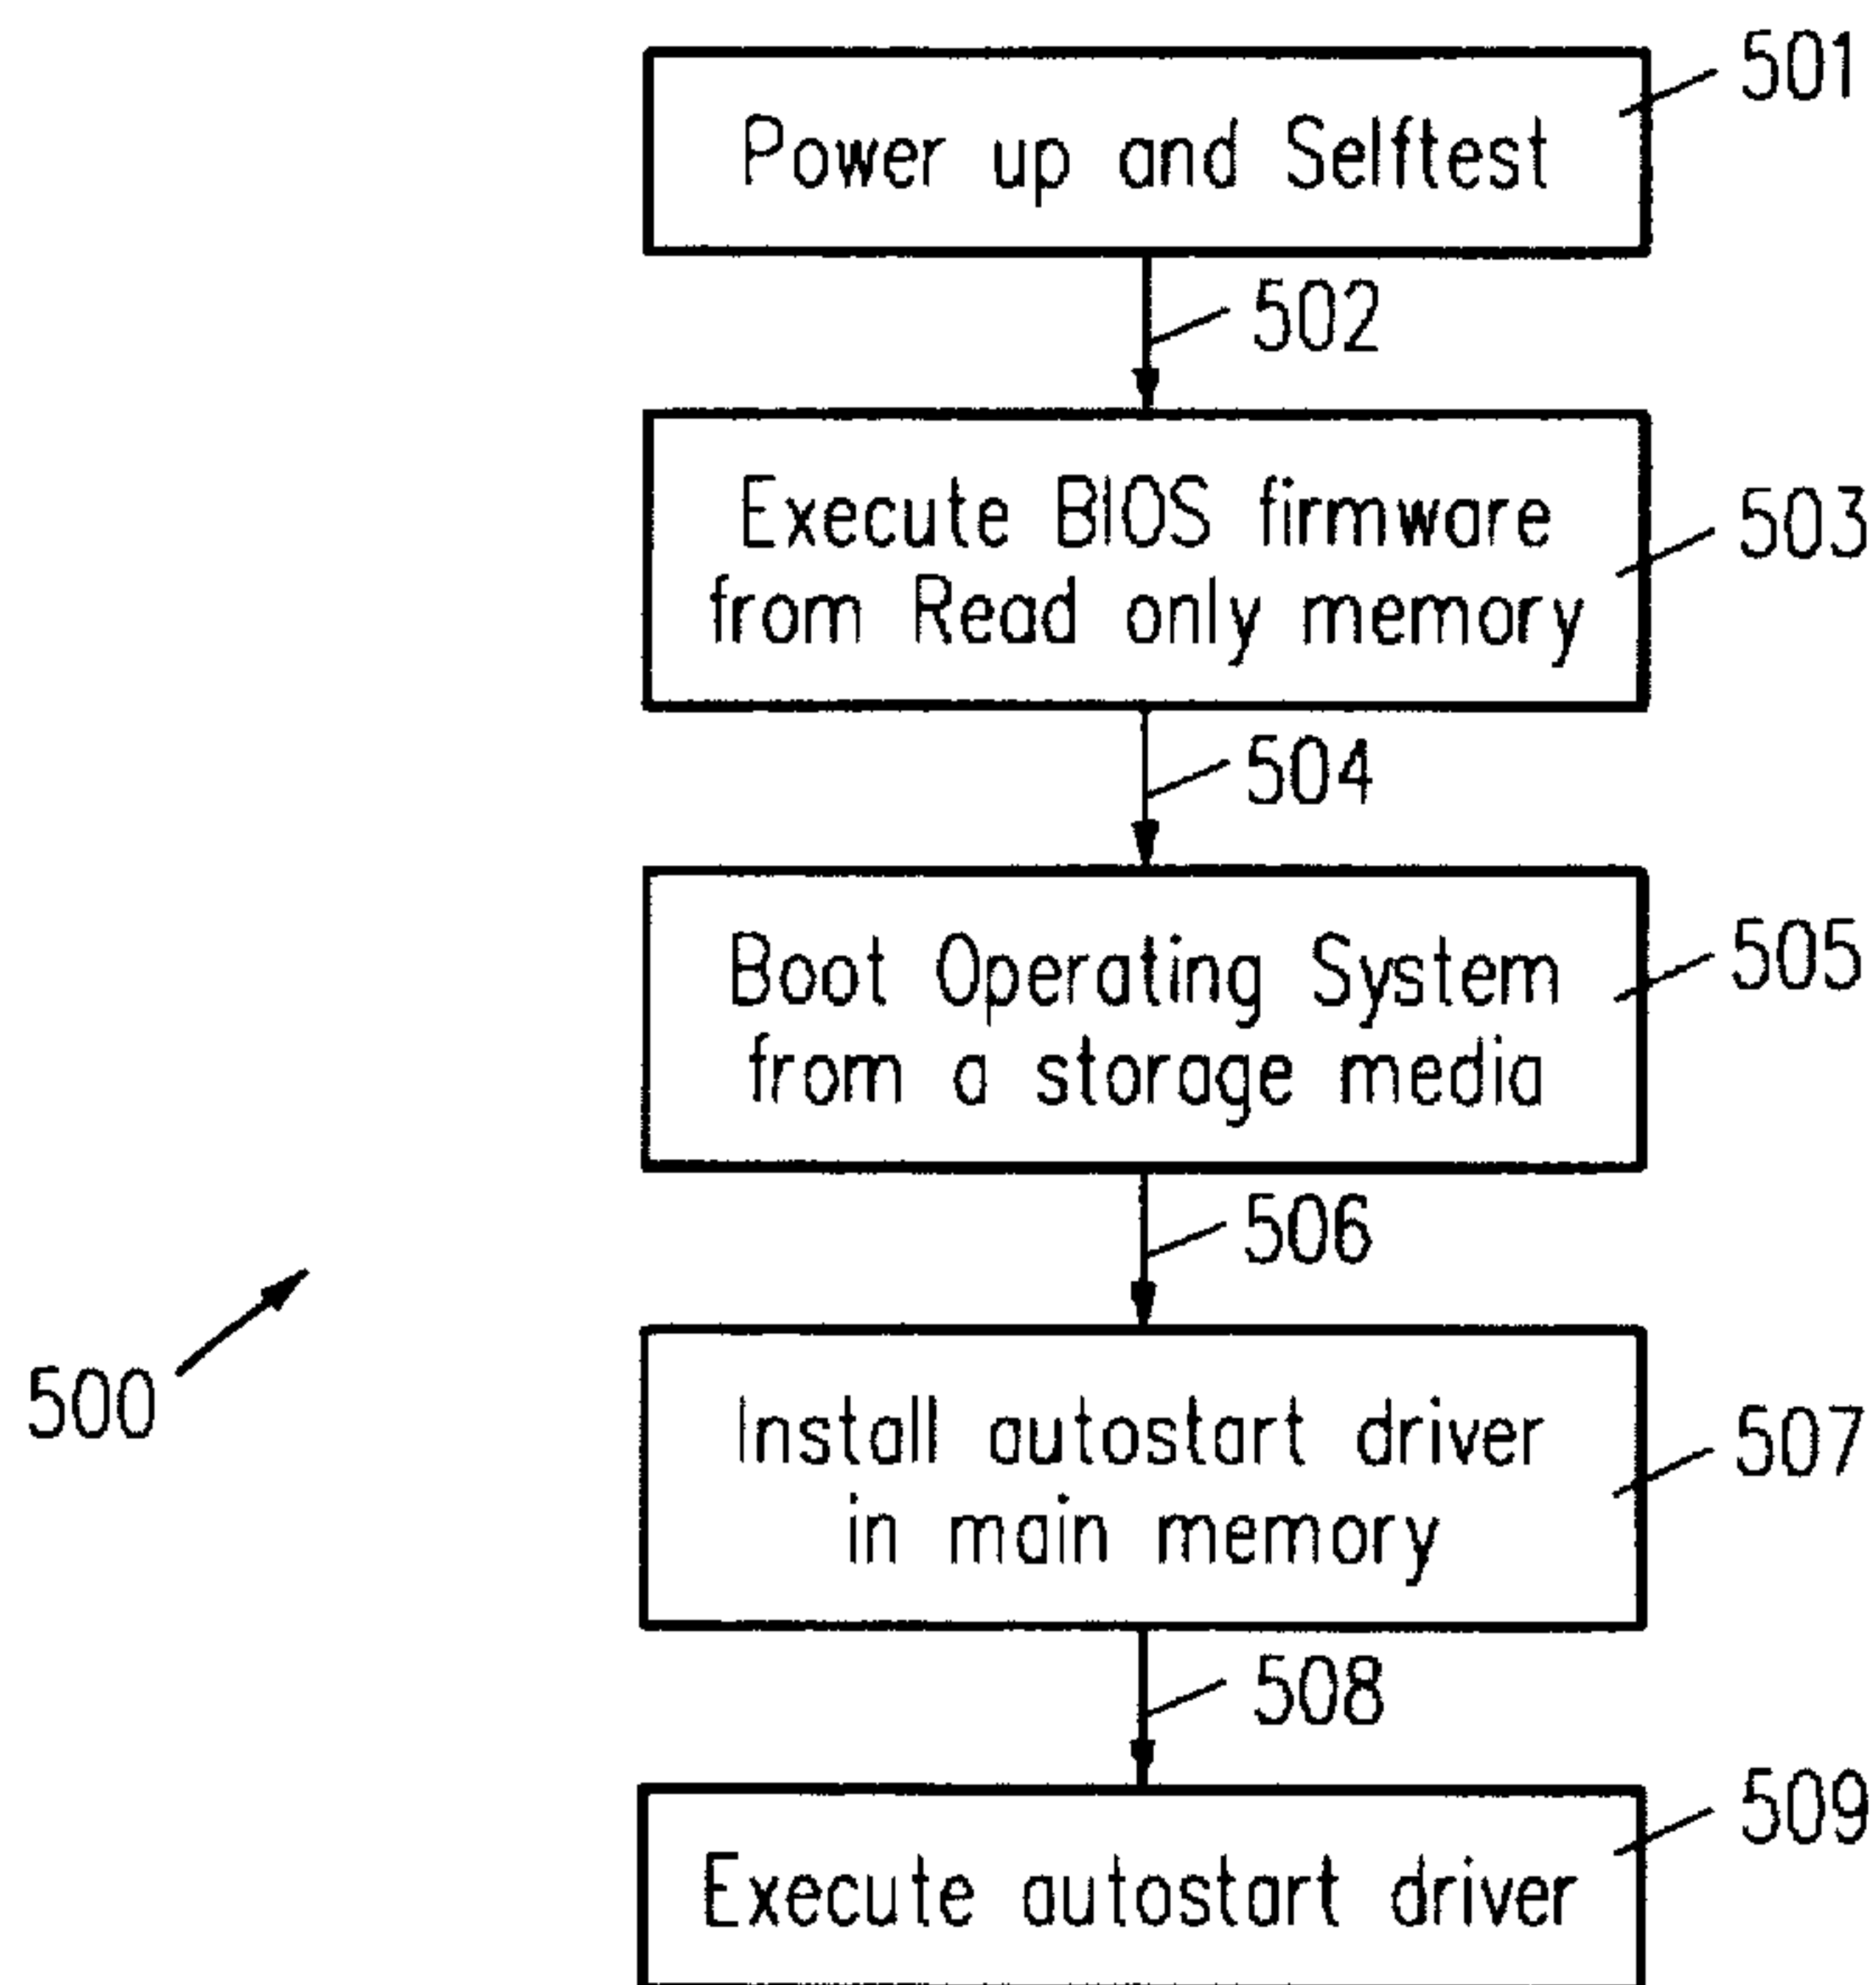 501
Power up and Selftest
502
Execute BIOS firmware
from Read only memory
503
504
Boot Operating System
from a storage media
505
506
500
Install autostart driver
in main memory
507
508
509
Execute autostart driver